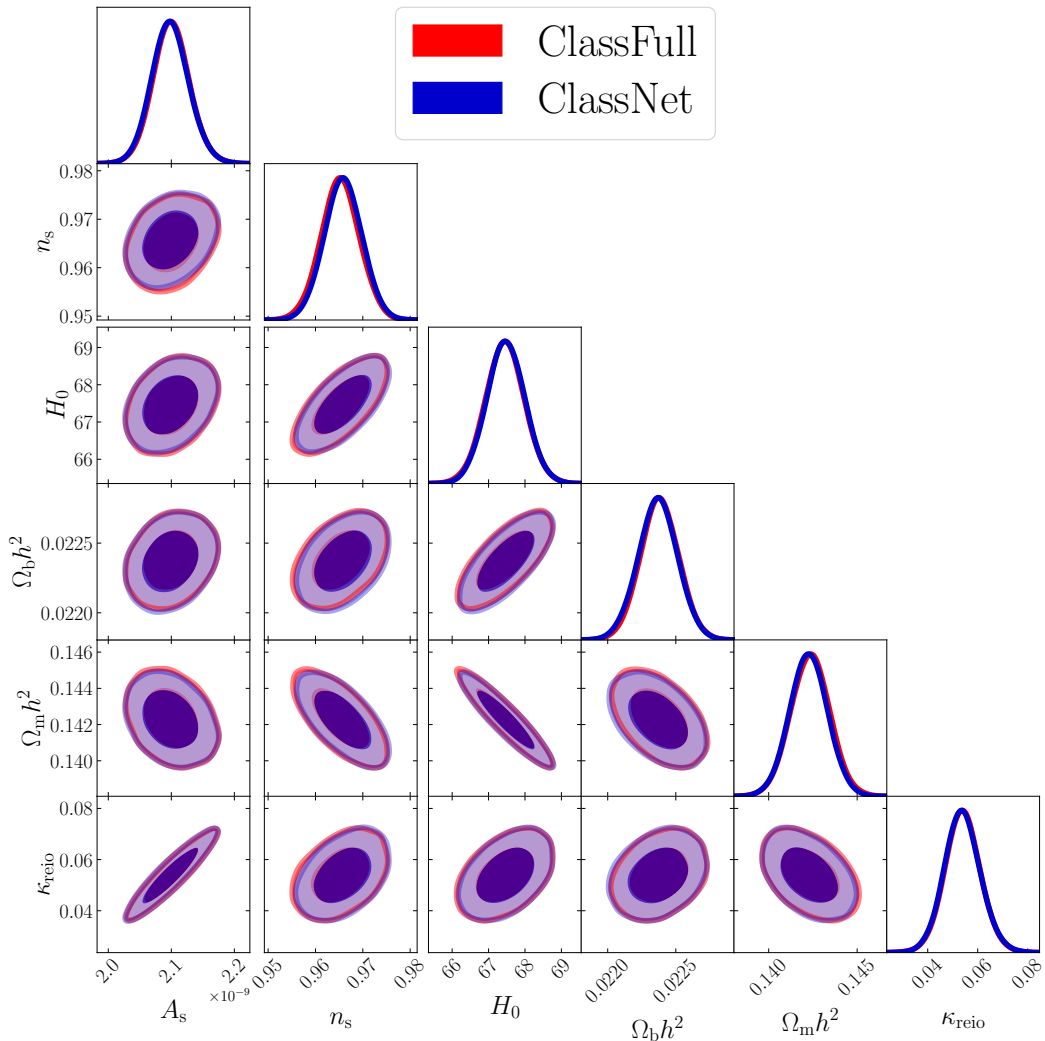 ClassFull
ClassNet
0.98
0.97
0.96
0.95
n_s
69
68
67
66
H_0
0.0225
0.0220
Ω_b h²
0.146
0.144
0.142
0.140
Ω_m h²
0.08
0.06
0.04
κ_reio
2.0 2.1 2.2
×10⁻⁹
A_s
0.95 0.96 0.97 0.98
n_s
66 67 68 69
H_0
0.0220 0.0225
Ω_b h²
0.140 0.145
Ω_m h²
0.04 0.06 0.08
κ_reio